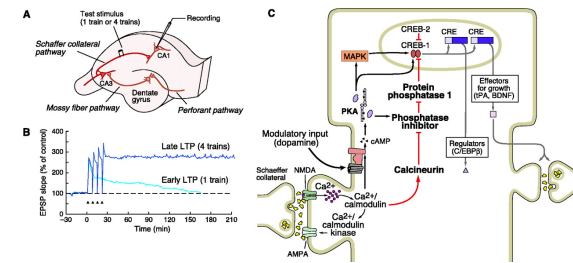 A
Test stimulus
(1 train or 4 trains)
Recording
Schaffer collateral
pathway
CA1
CA3
Dentate
gyrus
Mossy fiber pathway
Perforant pathway
B
EPSP slope (% of control)
400
300
200
100
0
Late LTP (4 trains)
Early LTP (1 train)
-30 0 30 60 90 120 150 180 210
Time (min)
C
CREB-2
CREB-1
CRE
CRE
MAPK
Protein
phosphatase 1
Effectors
for growth
(tPA, BDNF)
PKA
Phosphatase
inhibitor
Modulatory input
(dopamine)
cAMP
Regulators
(C/EBPβ)
Schaeffer
collateral
NMDA
Calcineurin
Ca2+
Ca2+/
calmodulin
Ca2+/
calmodulin
kinase
AMPA